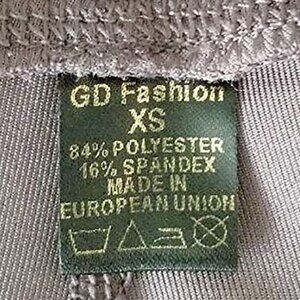 GD Fashion
XS
84% POLYESTER
16% SPANDEX
MADE IN
EUROPEAN UNION